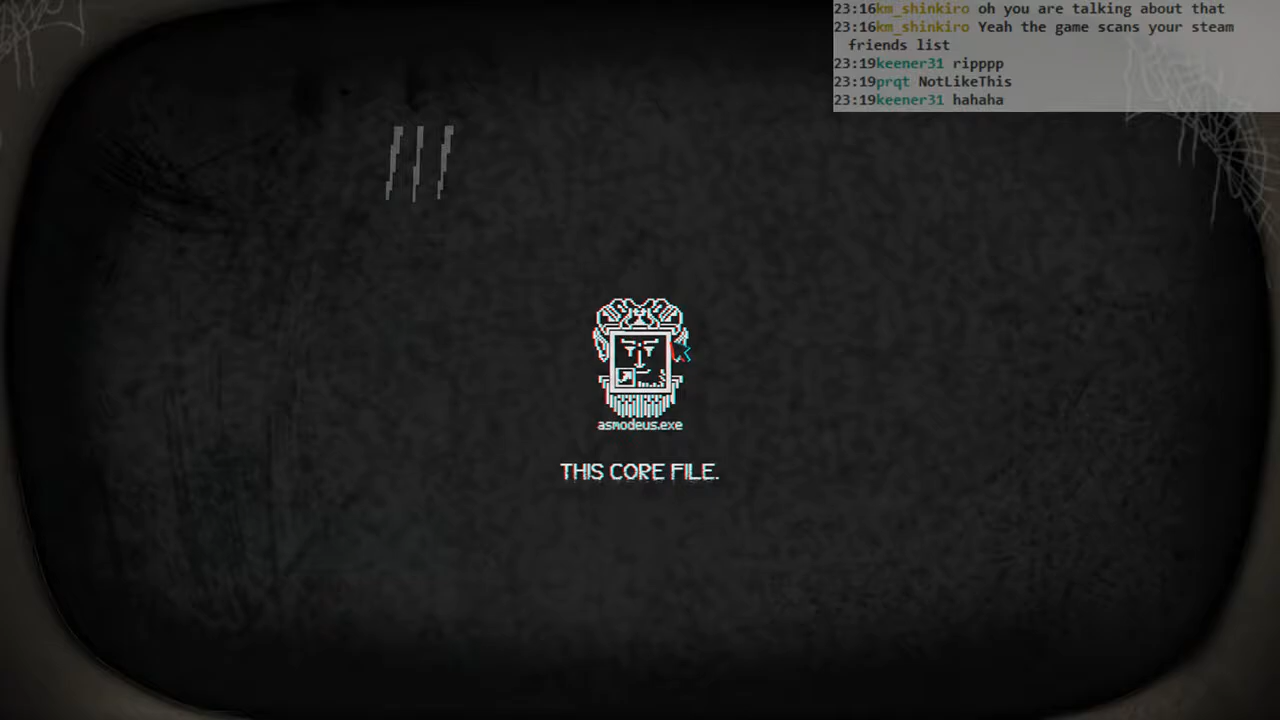 23:16km_shinkiro oh you are talking about that
23:16km_shinkiro Yeah the game scans your steam
friends list
23:19keener31 ripppp
23:19prqt NotLikeThis
23:19keener31 hahaha
asmodeus.exe
THIS CORE FILE.